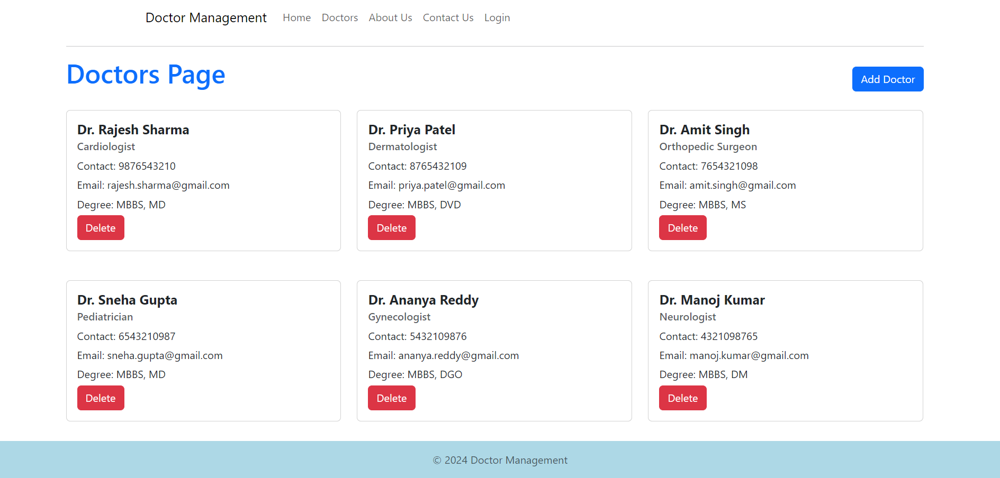 Doctor Management Home Doctors About Us Contact Us Login
Doctors Page
Add Doctor
Dr. Rajesh Sharma
Cardiologist
Contact: 9876543210
Email: rajesh.sharma@gmail.com
Degree: MBBS, MD
Delete
Dr. Priya Patel
Dermatologist
Contact: 8765432109
Email: priya.patel@gmail.com
Degree: MBBS, DVD
Delete
Dr. Amit Singh
Orthopedic Surgeon
Contact: 7654321098
Email: amit.singh@gmail.com
Degree: MBBS, MS
Delete
Dr. Sneha Gupta
Pediatrician
Contact: 6543210987
Email: sneha.gupta@gmail.com
Degree: MBBS, MD
Delete
Dr. Ananya Reddy
Gynecologist
Contact: 5432109876
Email: ananya.reddy@gmail.com
Degree: MBBS, DGO
Delete
Dr. Manoj Kumar
Neurologist
Contact: 4321098765
Email: manoj.kumar@gmail.com
Degree: MBBS, DM
Delete
© 2024 Doctor Management